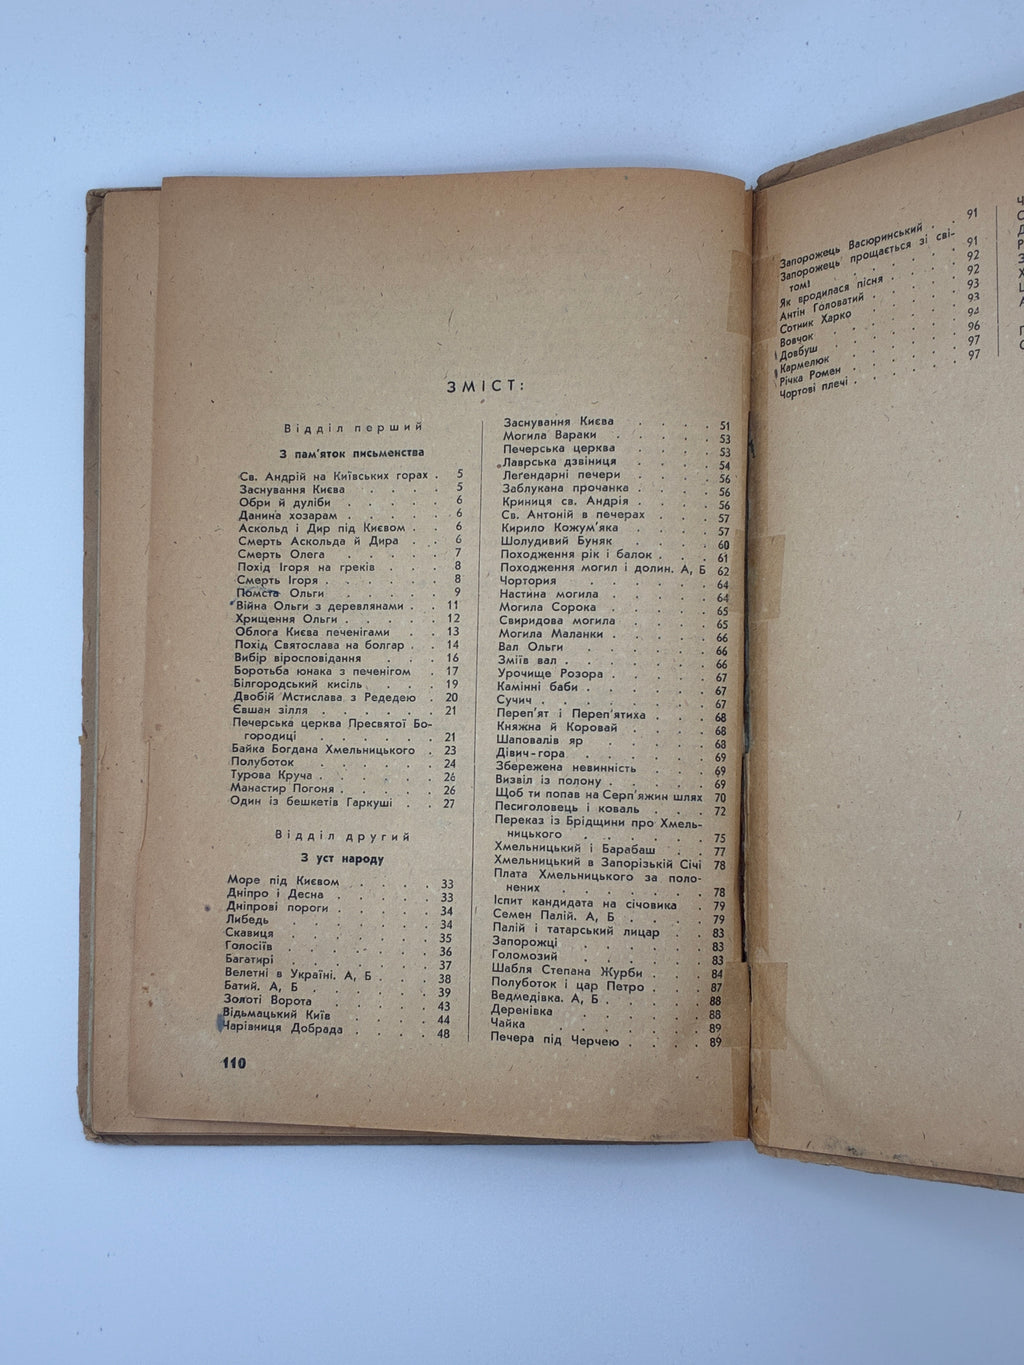 ЗМІСТ:
Відділ перший
З пам'яток письменства
Св. Андрій на Київських горах . 5
Заснування Києва . . . . 5
Обри й дуліби . . . . . 6
Данина хозарам . . . . . 6
Аскольд і Дир під Києвом . . 6
Смерть Аскольда й Дира . . 6
Смерть Олега . . . . . 7
Похід Ігоря на греків . . . 8
Смерть Ігоря . . . . . . 8
Помста Ольги . . . . . 9
Війна Ольги з деревлянами . . 11
Хрищення Ольги . . . . . 12
Облога Києва печенігами . . 13
Похід Святослава на болгар . . 14
Вибір віросповідання . . . 16
Боротьба юнака з печенігом . 17
Білгородський кисіль . . . 19
Двобій Мстислава з Редедею . 20
Євшан зілля . . . . . . 21
Печерська церква Пресвятої Бо-
городиці . . . . . . 21
Байка Богдана Хмельницького . 23
Полуботок . . . . . . 24
Турова Круча . . . . . . 26
Манастир Погоня . . . . . 26
Один із бешкетів Гаркуші . . 27
Відділ другий
З уст народу
Море під Києвом . . . . 33
Дніпро і Десна . . . . . 33
Дніпрові пороги . . . . . 34
Либедь . . . . . . . 34
Скавиця . . . . . . . 35
Голосіїв . . . . . . . 36
Багатирі . . . . . . . 37
Велетні в Україні. А, Б . . . 38
Батий. А, Б . . . . . . 39
Золоті Ворота . . . . . 43
Відьмацький Київ . . . . 44
Чарівниця Добрада . . . . 48
110
Заснування Києва . . . . 51
Могила Вараки . . . . . 53
Печерська церква . . . . 53
Лаврська дзвіниця . . . . 54
Легендарні печери . . . . 56
Заблукана прочанка . . . . 56
Криниця св. Андрія . . . . 56
Св. Антоній в печерах . . . 57
Кирило Кожум'яка . . . . 57
Шолудивий Буняк . . . . 60
Походження рік і балок . . . 61
Походження могил і долин. А, Б 62
Чортория . . . . . . 64
Настина могила . . . . . 64
Могила Сорока . . . . . 65
Свиридова могила . . . . 65
Могила Маланки . . . . . 66
Вал Ольги . . . . . . 66
Зміїв вал . . . . . . . 66
Урочище Розора . . . . . 67
Камінні баби . . . . . . 67
Сучич . . . . . . . . 67
Переп'ят і Переп'ятиха . . . 68
Княжна й Коровай . . . . 68
Шаповалів яр . . . . . 68
Дівич-гора . . . . . . 69
Збережена невинність . . . 69
Визвіл із полону . . . . . 69
Щоб ти попав на Серп'яжин шлях 70
Песиголовець і коваль . . . 72
Переказ із Брідщини про Хмель-
ницького . . . . . . 75
Хмельницький і Барабаш . . 77
Хмельницький в Запорізькій Січі 78
Плата Хмельницького за поло-
нених . . . . . . . 78
Іспит кандидата на січовика . 79
Семен Палій. А, Б . . . . 79
Палій і татарський лицар . . 83
Запорожці . . . . . . 83
Голомозий . . . . . . 83
Шабля Степана Журби . . . 84
Полуботок і цар Петро . . . 87
Ведмедівка. А, Б . . . . . 88
Деренівка . . . . . . 88
Чайка . . . . . . . 89
Печера під Черчею . . . . 89
Запорожець Васюринський . . 91
Запорожець прощається зі сві-
том! . . . . . . . 91
Як вродилася пісня . . . . 92
Антін Головатий . . . . . 92
Сотник Харко . . . . . 93
Вовчок . . . . . . . 93
Довбуш . . . . . . . 94
Кармелюк . . . . . . 96
Річка Ромен . . . . . . 97
Чортові плечі . . . . . . 97